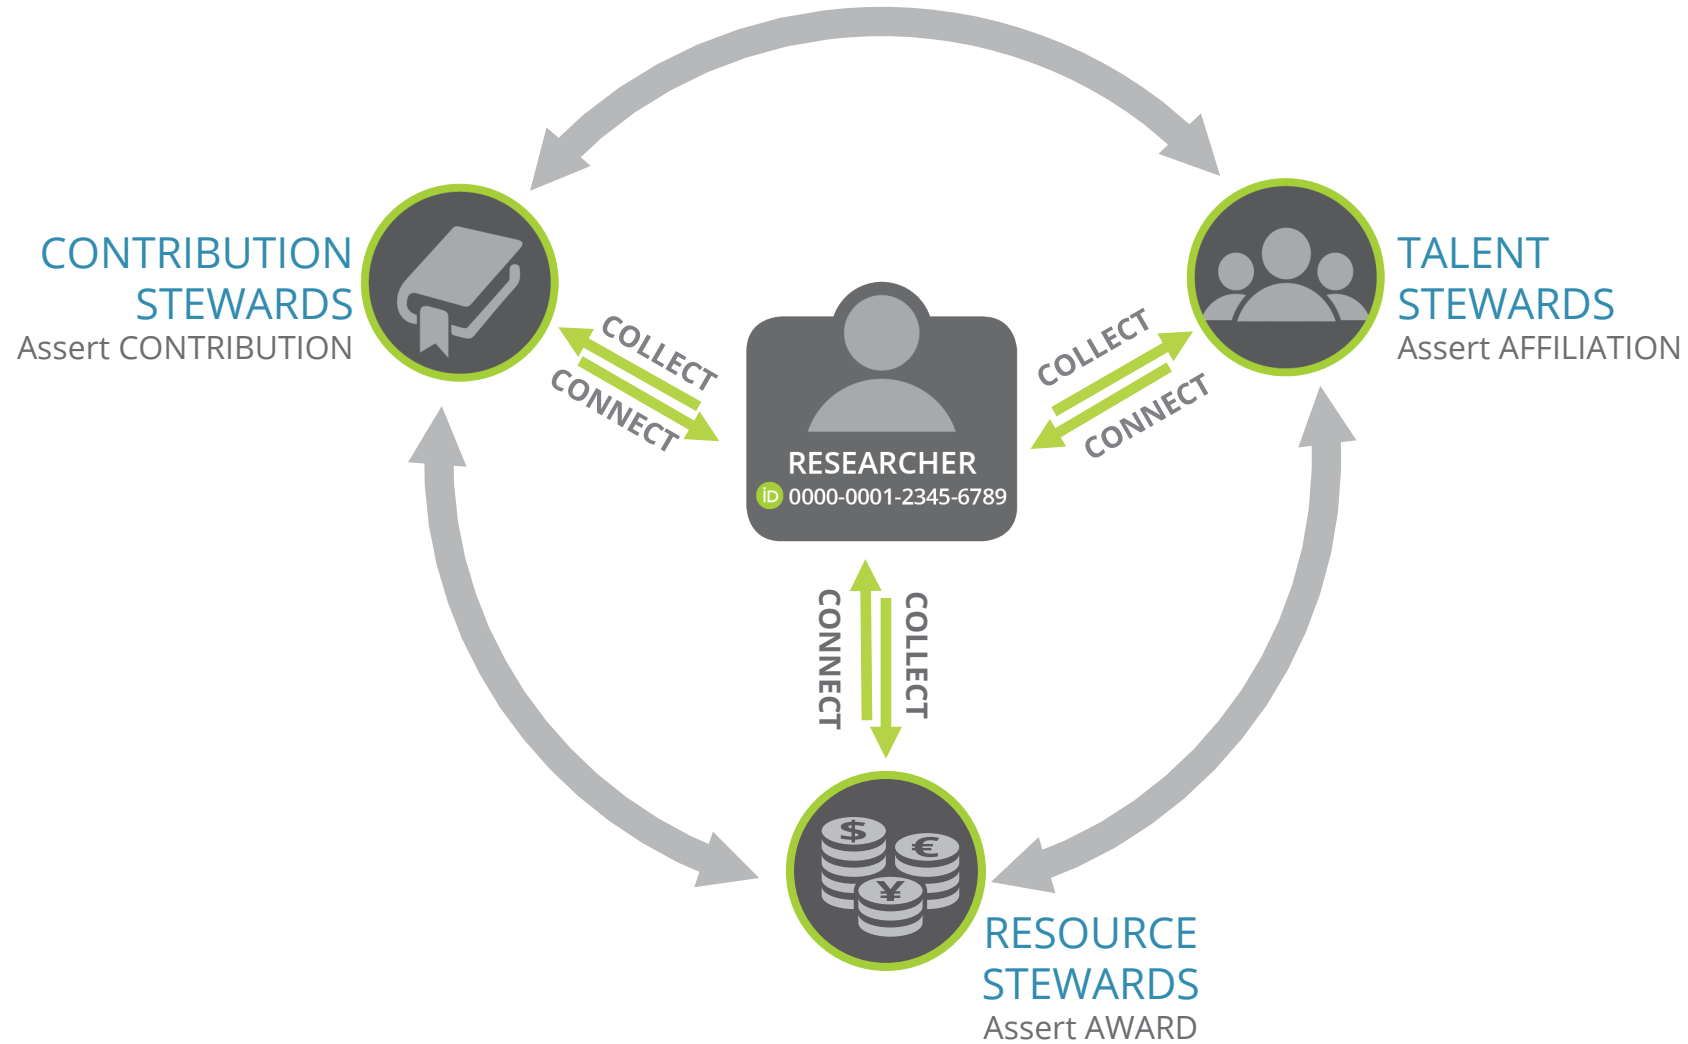 CONTRIBUTION
STEWARDS
Assert CONTRIBUTION
TALENT
STEWARDS
Assert AFFILIATION
COLLECT
CONNECT
COLLECT
CONNECT
RESEARCHER
iD 0000-0001-2345-6789
CONNECT
COLLECT
$
€
¥
RESOURCE
STEWARDS
Assert AWARD